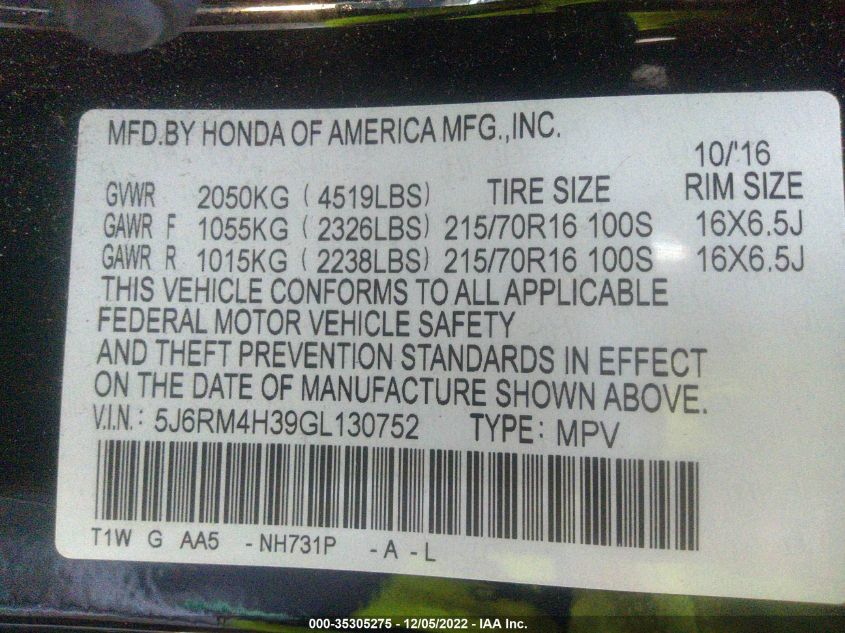 MFD.BY HONDA OF AMERICA MFG.,INC.
10/'16
GVWR 2050KG (4519LBS) TIRE SIZE RIM SIZE
GAWR F 1055KG (2326LBS) 215/70R16 100S 16X6.5J
GAWR R 1015KG (2238LBS) 215/70R16 100S 16X6.5J
THIS VEHICLE CONFORMS TO ALL APPLICABLE
FEDERAL MOTOR VEHICLE SAFETY
AND THEFT PREVENTION STANDARDS IN EFFECT
ON THE DATE OF MANUFACTURE SHOWN ABOVE.
V.I.N: 5J6RM4H39GL130752 TYPE: MPV
T1W G AA5 -NH731P -A-L
000-35305275 - 12/05/2022 - IAA Inc.